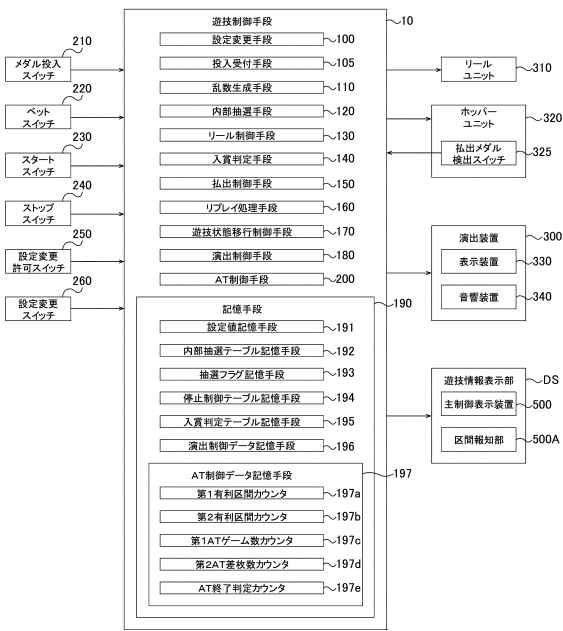 遊技制御手段
10
設定変更手段
100
投入受付手段
105
乱数生成手段
110
内部抽選手段
120
リール制御手段
130
入賞判定手段
140
払出制御手段
150
リプレイ処理手段
160
遊技状態移行制御手段
170
演出制御手段
180
AT制御手段
200
記憶手段
190
設定値記憶手段
191
内部抽選テーブル記憶手段
192
抽選フラグ記憶手段
193
停止制御テーブル記憶手段
194
入賞判定テーブル記憶手段
195
演出制御データ記憶手段
196
AT制御データ記憶手段
197
第1有利区間カウンタ
197a
第2有利区間カウンタ
197b
第1ATゲーム数カウンタ
197c
第2AT差枚数カウンタ
197d
AT終了判定カウンタ
197e
210
メダル投入
スイッチ
220
ベット
スイッチ
230
スタート
スイッチ
240
ストップ
スイッチ
250
設定変更
許可スイッチ
260
設定変更
スイッチ
リール
ユニット
310
ホッパー
ユニット
320
払出メダル
検出スイッチ
325
演出装置
300
表示装置
330
音響装置
340
遊技情報表示部
DS
主制御表示装置
500
区間報知部
500A